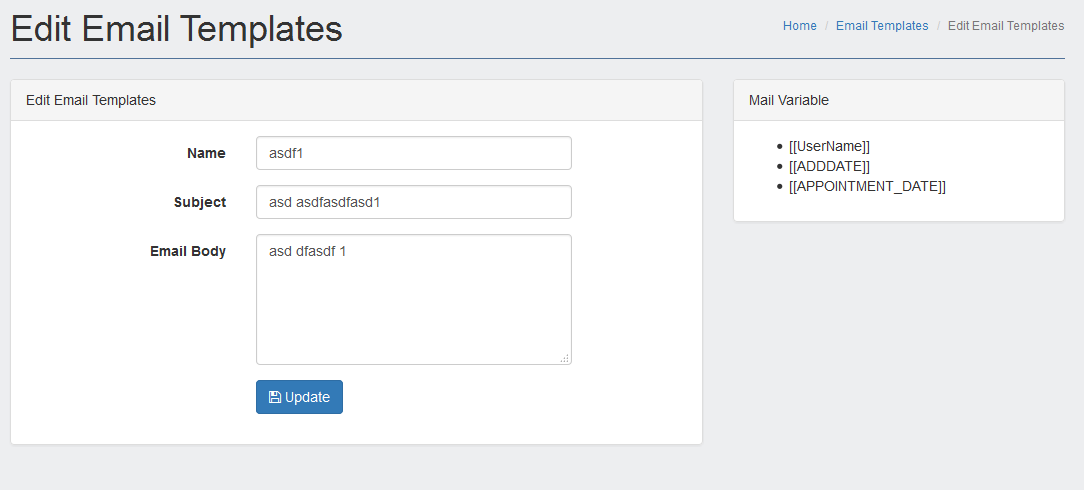 Edit Email Templates
Home / Email Templates / Edit Email Templates
Edit Email Templates
Name
asdf1
Subject
asd asdfasdfasd1
Email Body
asd dfasdf 1
Update
Mail Variable
[[UserName]]
[[ADDDATE]]
[[APPOINTMENT_DATE]]